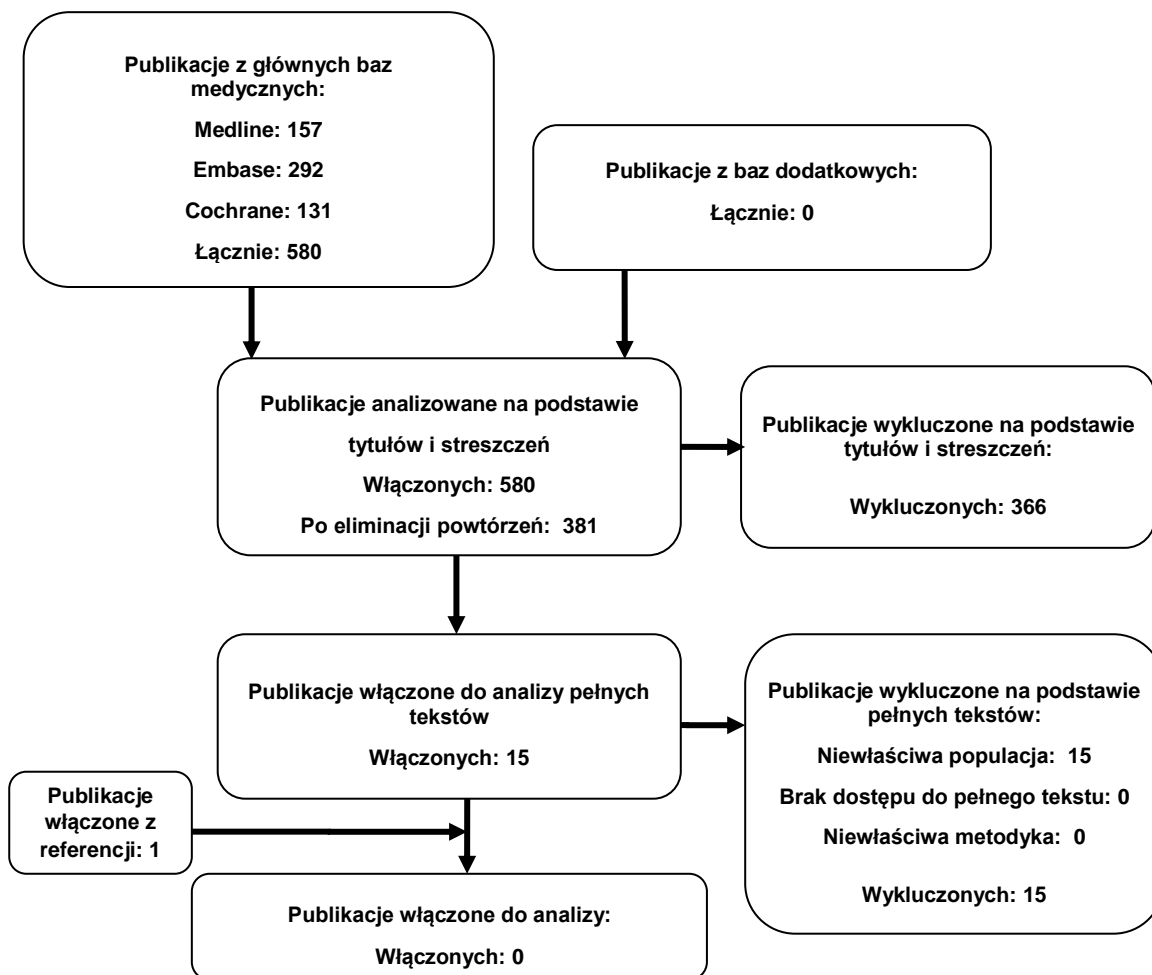 Publikacje z głównych baz
medycznych:
Medline: 157
Embase: 292
Cochrane: 131
Łącznie: 580
Publikacje z baz dodatkowych:
Łącznie: 0
Publikacje analizowane na podstawie
tytułów i streszczeń
Włączonych: 580
Po eliminacji powtórzeń: 381
Publikacje wykluczone na podstawie
tytułów i streszczeń:
Wykluczonych: 366
Publikacje włączone do analizy pełnych
tekstów
Włączonych: 15
Publikacje wykluczone na podstawie
pełnych tekstów:
Niewłaściwa populacja: 15
Brak dostępu do pełnego tekstu: 0
Niewłaściwa metodyka: 0
Wykluczonych: 15
Publikacje
włączone z
referencji: 1
Publikacje włączone do analizy:
Włączonych: 0